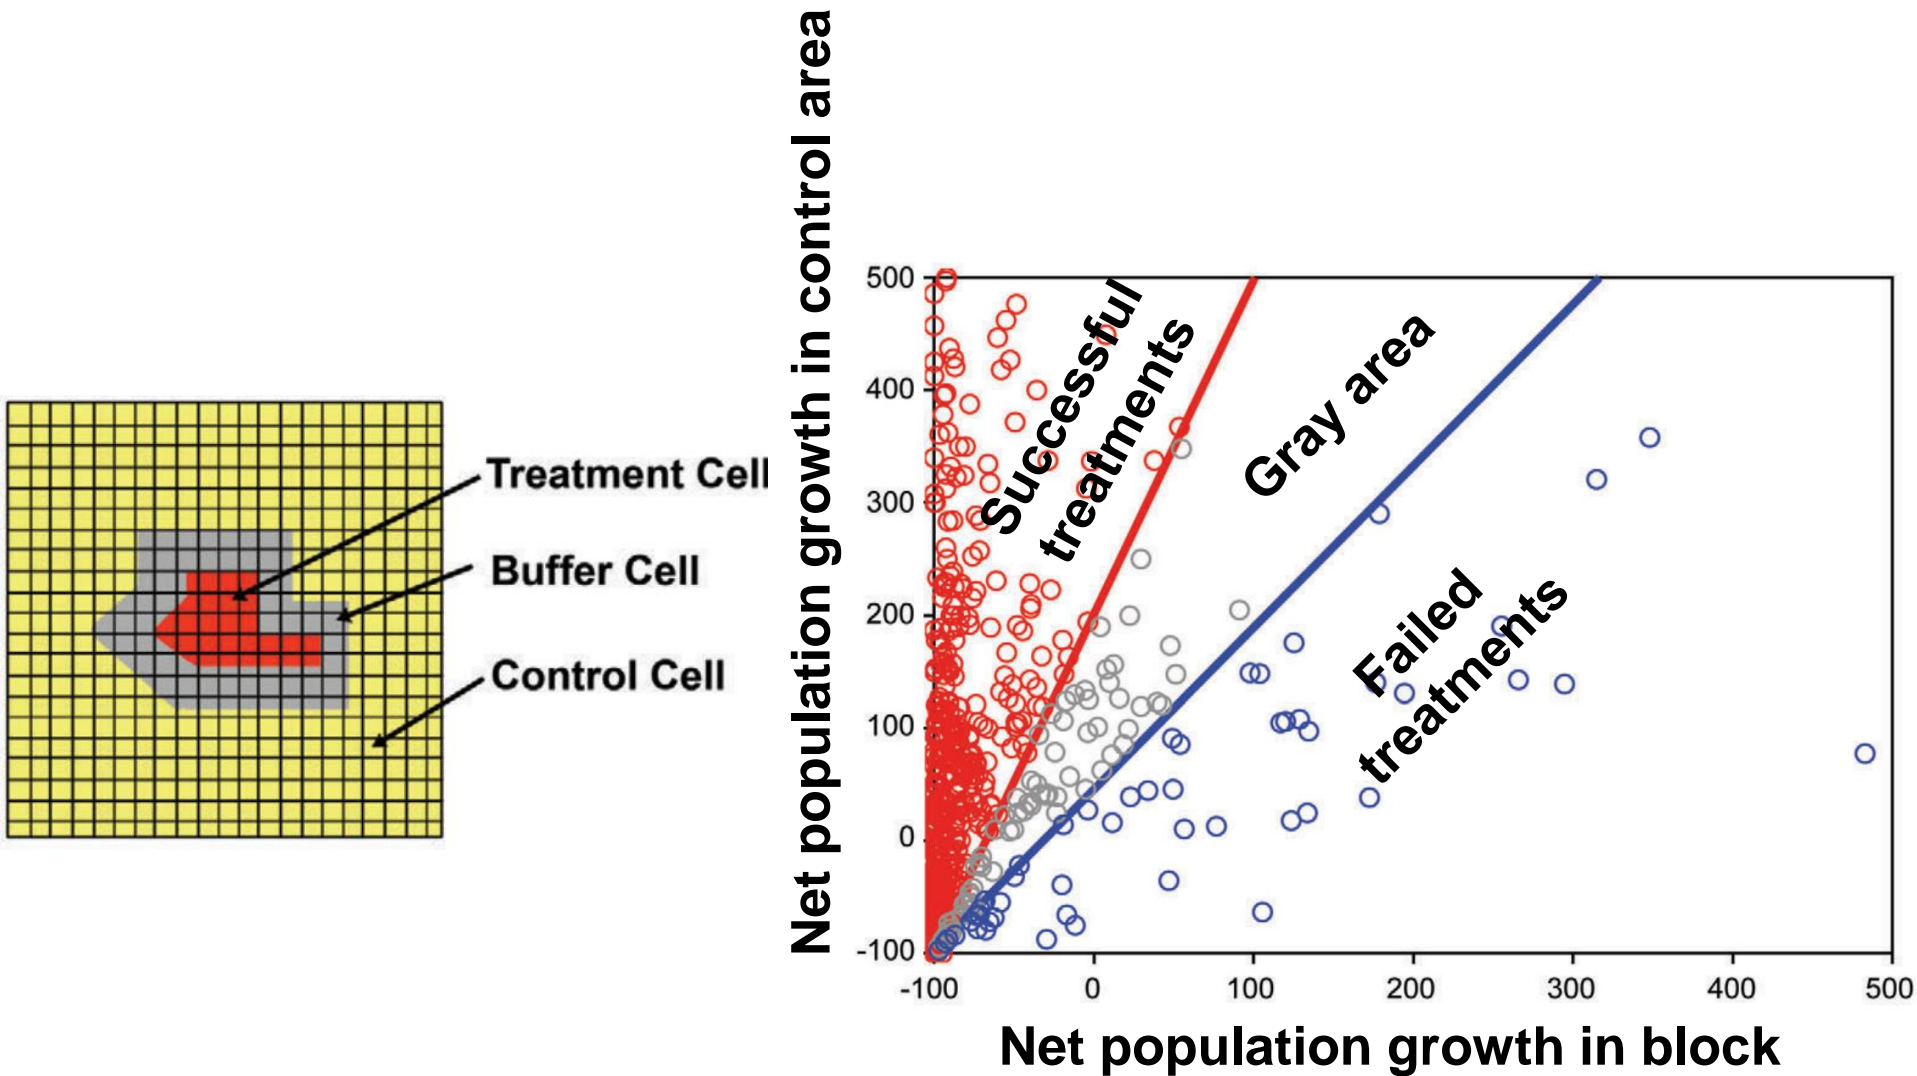 Treatment Cell
Buffer Cell
Control Cell
Net population growth in control area
500
400
300
200
100
0
-100
Successful
treatments
Gray area
Failed
treatments
-100
0
100
200
300
400
500
Net population growth in block